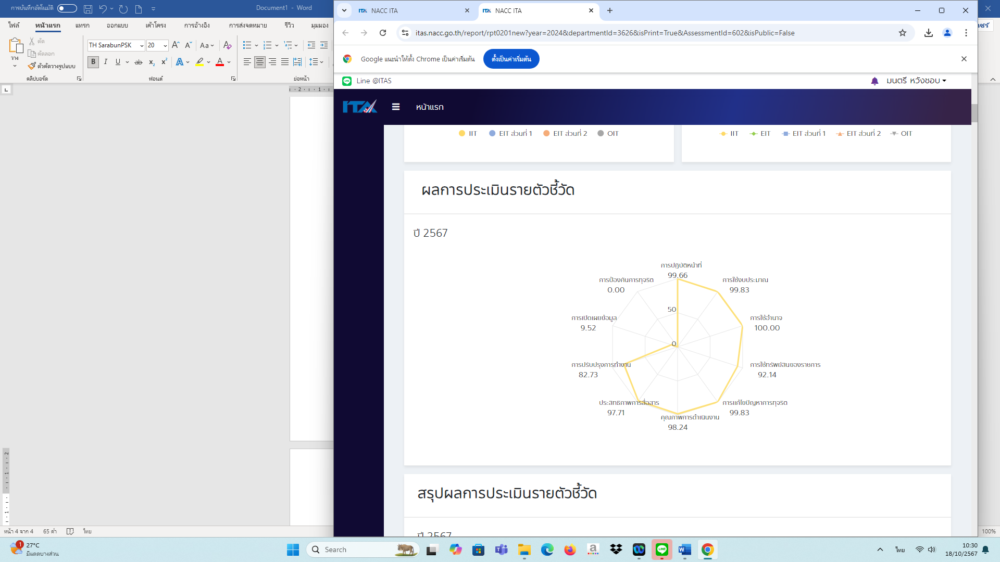 การบันทึกอัตโนมัติ
Document1 - Word
ไฟล์ หน้าแรก แทรก ออกแบบ เค้าโครง การอ้างอิง การส่งจดหมาย รีวิว มุมมอง
วาง
ตัด
คัดลอก
ตัวคัดวางรูปแบบ
TH SarabunPSK 20
คลิปบอร์ด ฟอนต์ ย่อหน้า
NACC ITA
NACC ITA
itas.nacc.go.th/report/rpt0201new?year=2024&departmentId=3626&isPrint=True&AssessmentId=602&isPublic=False
Google แนะนำให้ตั้ง Chrome เป็นค่าเริ่มต้น ตั้งเป็นค่าเริ่มต้น
Line @ITAS
มนตรี หวังชอบ
ITA หน้าแรก
IIT EIT ส่วนที่ 1 EIT ส่วนที่ 2 OIT
IIT EIT EIT ส่วนที่ 1 EIT ส่วนที่ 2 OIT
ผลการประเมินรายตัวชี้วัด
ปี 2567
การปฏิบัติหน้าที่
99.66
การป้องกันการทุจริต
0.00
การใช้งบประมาณ
99.83
50
การเปิดเผยข้อมูล
9.52
การใช้อำนาจ
100.00
0
การปรับปรุงการทำงาน
82.73
การใช้ทรัพย์สินของราชการ
92.14
ประสิทธิภาพการสื่อสาร
97.71
การแก้ไขปัญหาการทุจริต
99.83
คุณภาพการดำเนินงาน
98.24
สรุปผลการประเมินรายตัวชี้วัด
ปี 2567
หน้า 4 จาก 4 65 คำ ไทย
100%
27°C
มีแดดบางส่วน
Search
ไทย
10:30
18/10/2567